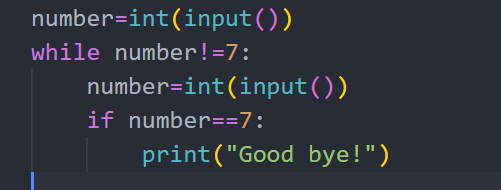 number=int(input())
while number!=7:
    number=int(input())
    if number==7:
        print("Good bye!")